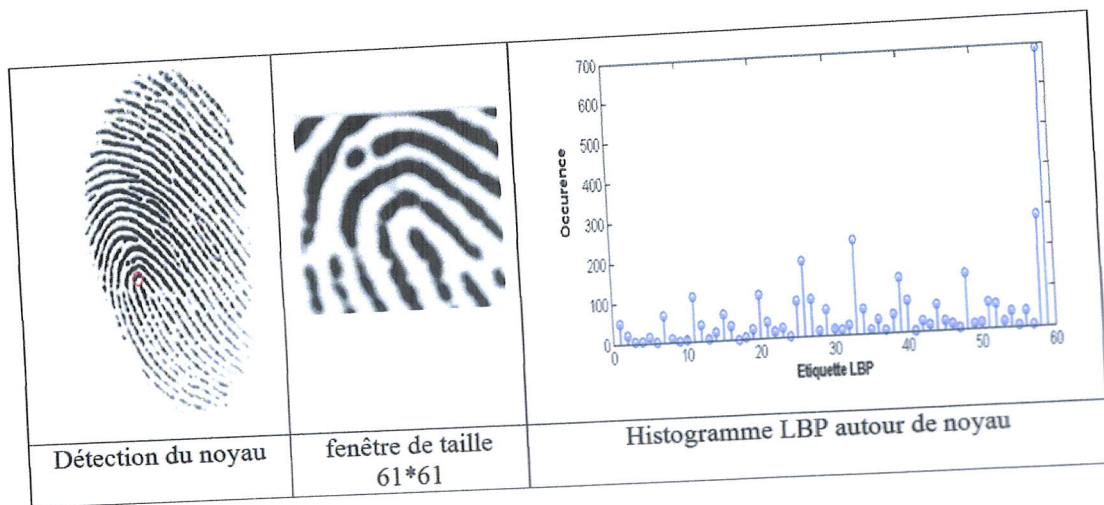 700
600
500
400
300
200
100
0
Occurence
0 10 20 30 40 50 60
Etiquette LBP
Détection du noyau
fenêtre de taille
61*61
Histogramme LBP autour de noyau